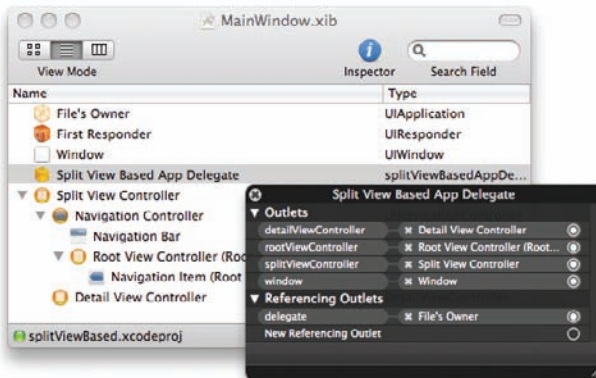 MainWindow.xib
View Mode
Inspector
Search Field
Name Type
File's Owner UIApplication
First Responder UIResponder
Window UIWindow
Split View Based App Delegate splitViewBasedAppDe...
Split View Controller
Navigation Controller
Navigation Bar
Root View Controller (Roo
Navigation Item (Root
Detail View Controller
splitViewBased.xcodeproj
Split View Based App Delegate
Outlets
detailViewController Detail View Controller
rootViewController Root View Controller (Root...
splitViewController Split View Controller
window Window
Referencing Outlets
delegate File's Owner
New Referencing Outlet